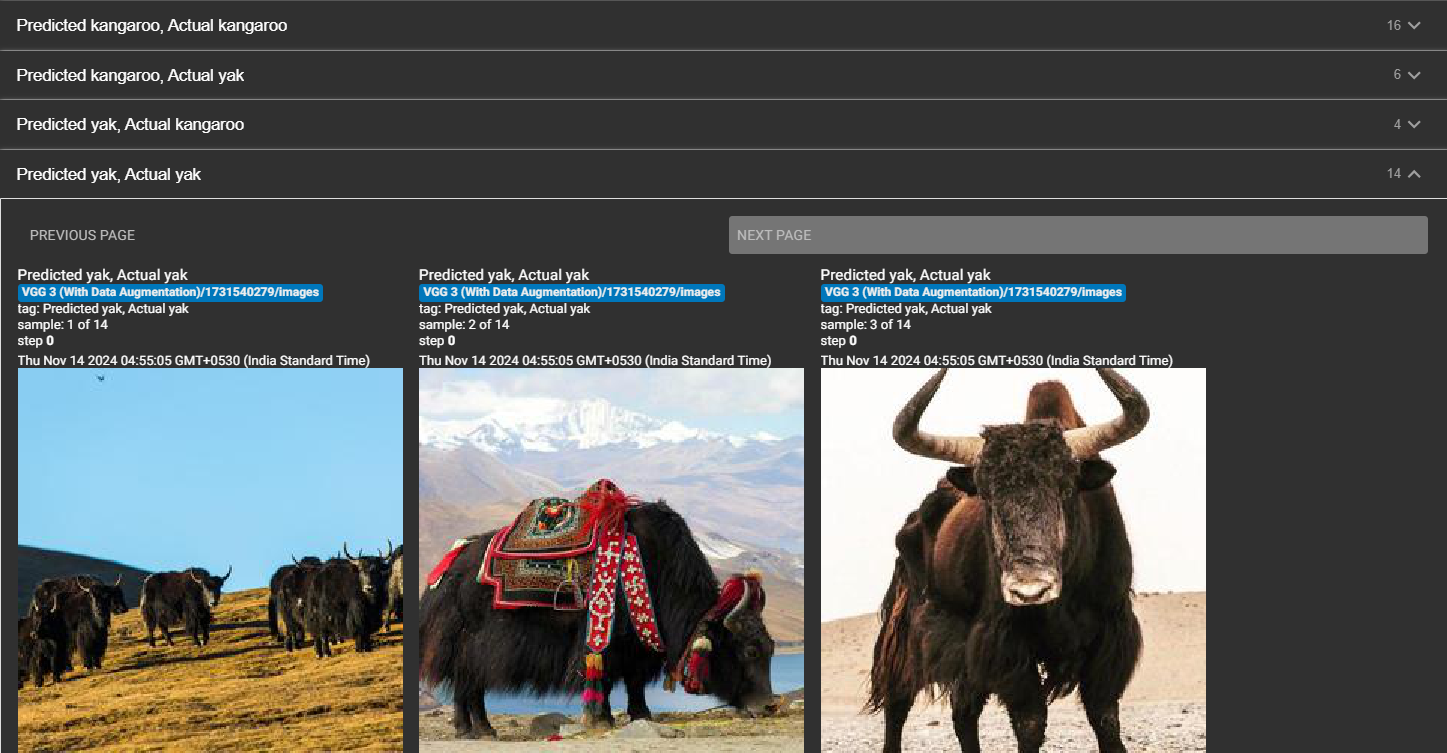 Predicted kangaroo, Actual kangaroo 16
Predicted kangaroo, Actual yak 6
Predicted yak, Actual kangaroo 4
Predicted yak, Actual yak 14
PREVIOUS PAGE NEXT PAGE
Predicted yak, Actual yak
VGG 3 (With Data Augmentation)/1731540279/images
tag: Predicted yak, Actual yak
sample: 1 of 14
step 0
Thu Nov 14 2024 04:55:05 GMT+0530 (India Standard Time)
Predicted yak, Actual yak
VGG 3 (With Data Augmentation)/1731540279/images
tag: Predicted yak, Actual yak
sample: 2 of 14
step 0
Thu Nov 14 2024 04:55:05 GMT+0530 (India Standard Time)
Predicted yak, Actual yak
VGG 3 (With Data Augmentation)/1731540279/images
tag: Predicted yak, Actual yak
sample: 3 of 14
step 0
Thu Nov 14 2024 04:55:05 GMT+0530 (India Standard Time)